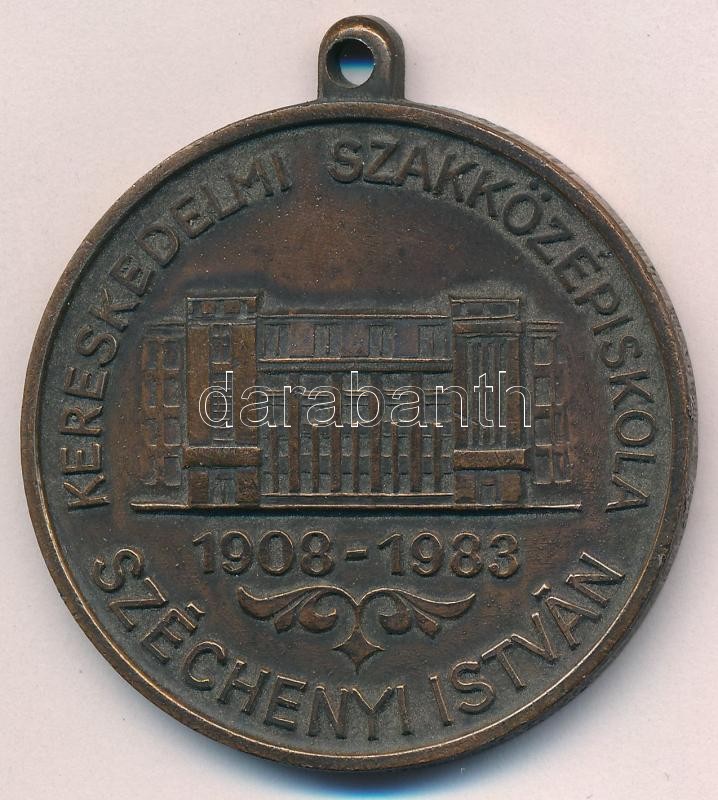 KERESKEDELMI SZAKKÖZÉPISKOLA
darabanth
1908-1983
SZÉCHENYI ISTVÁN